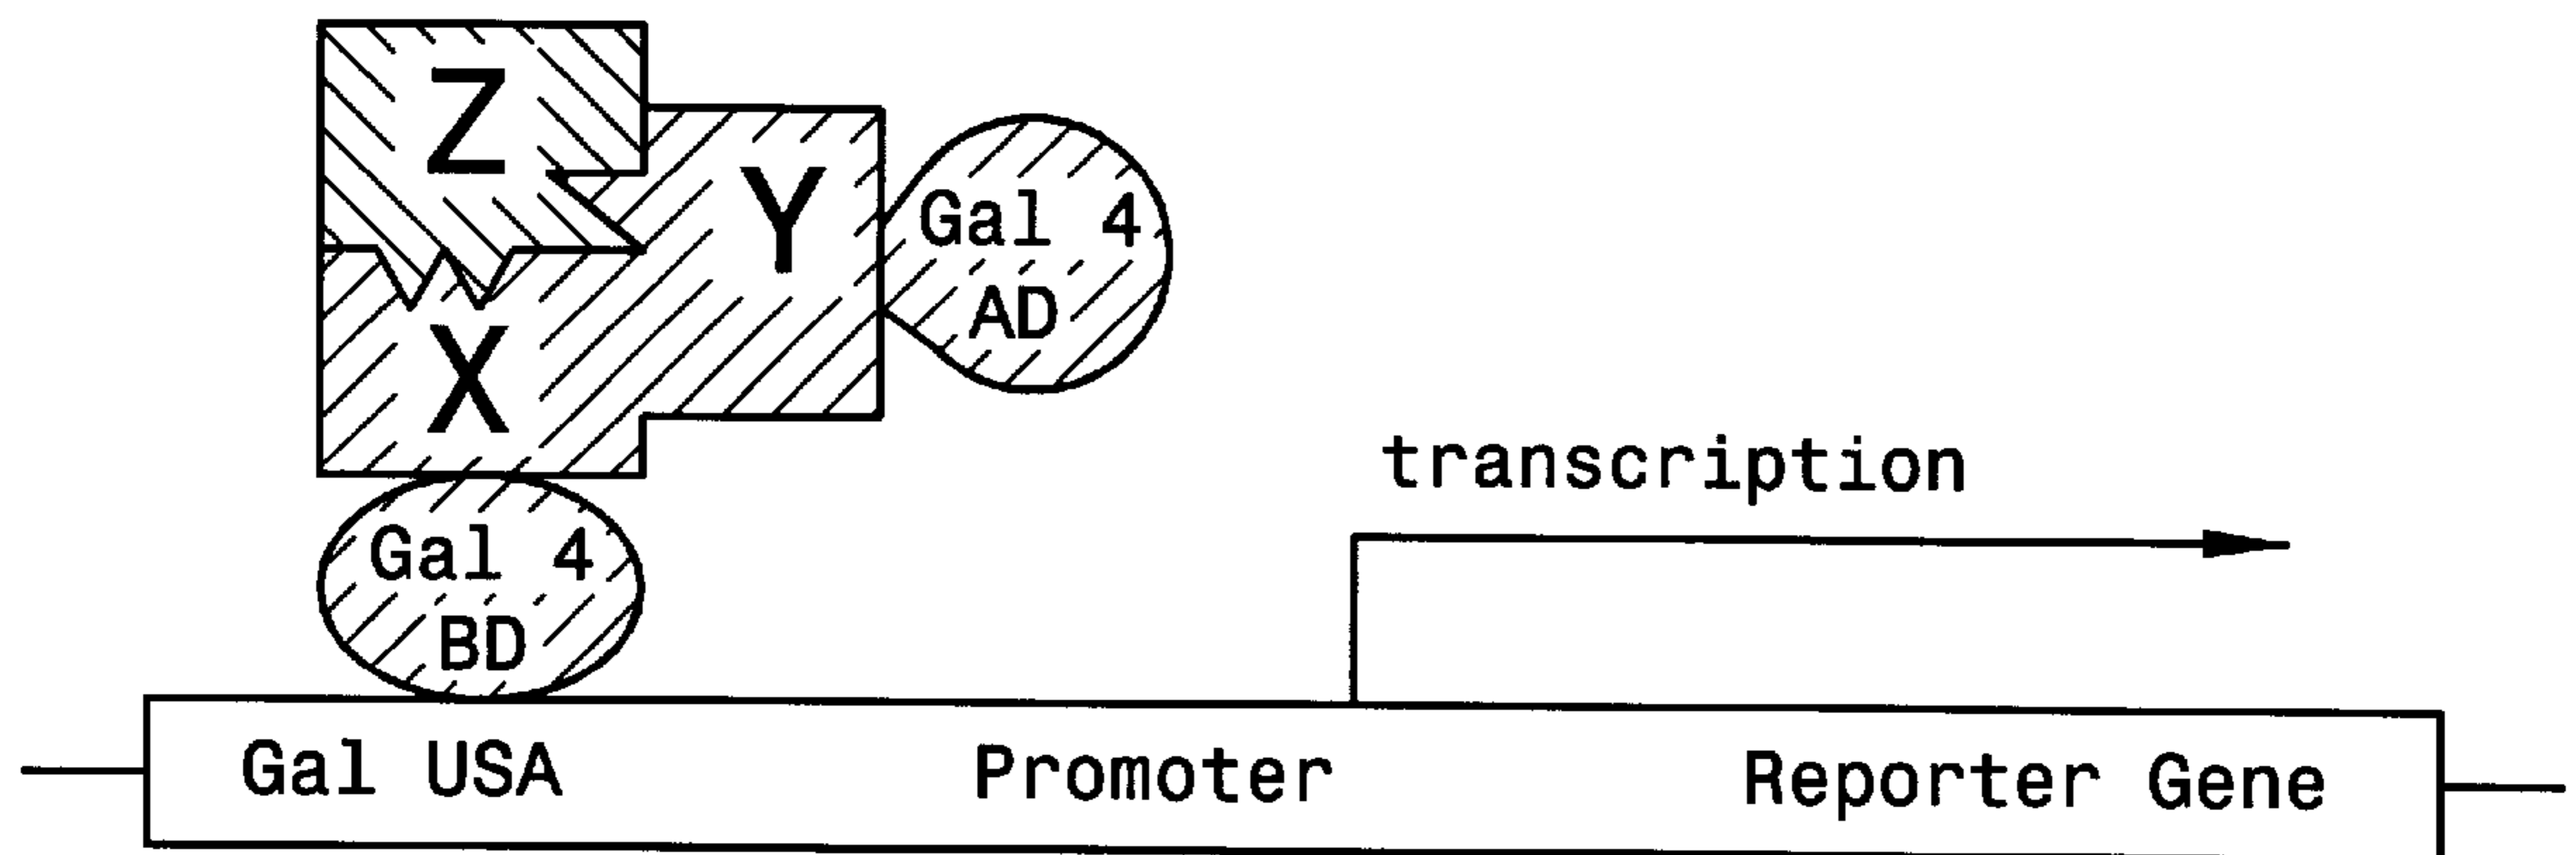 Z
Y
Gal 4
AD
X
transcription
Gal 4
BD
Gal USA Promoter Reporter Gene